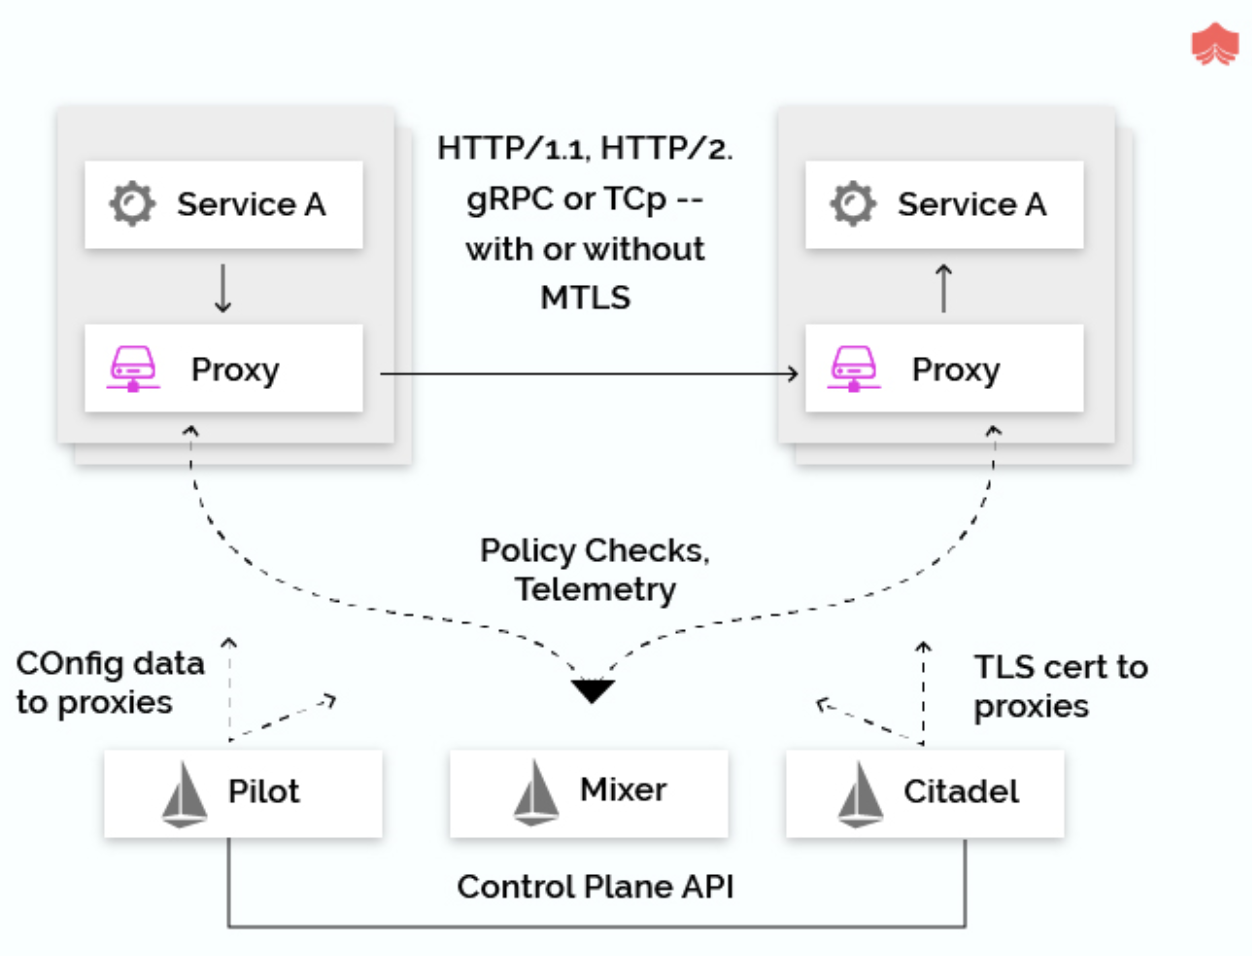 Service A
HTTP/1.1, HTTP/2.
gRPC or TCp --
with or without
MTLS
Service A
Proxy
Proxy
Policy Checks,
Telemetry
COnfig data
to proxies
TLS cert to
proxies
Pilot
Mixer
Citadel
Control Plane API